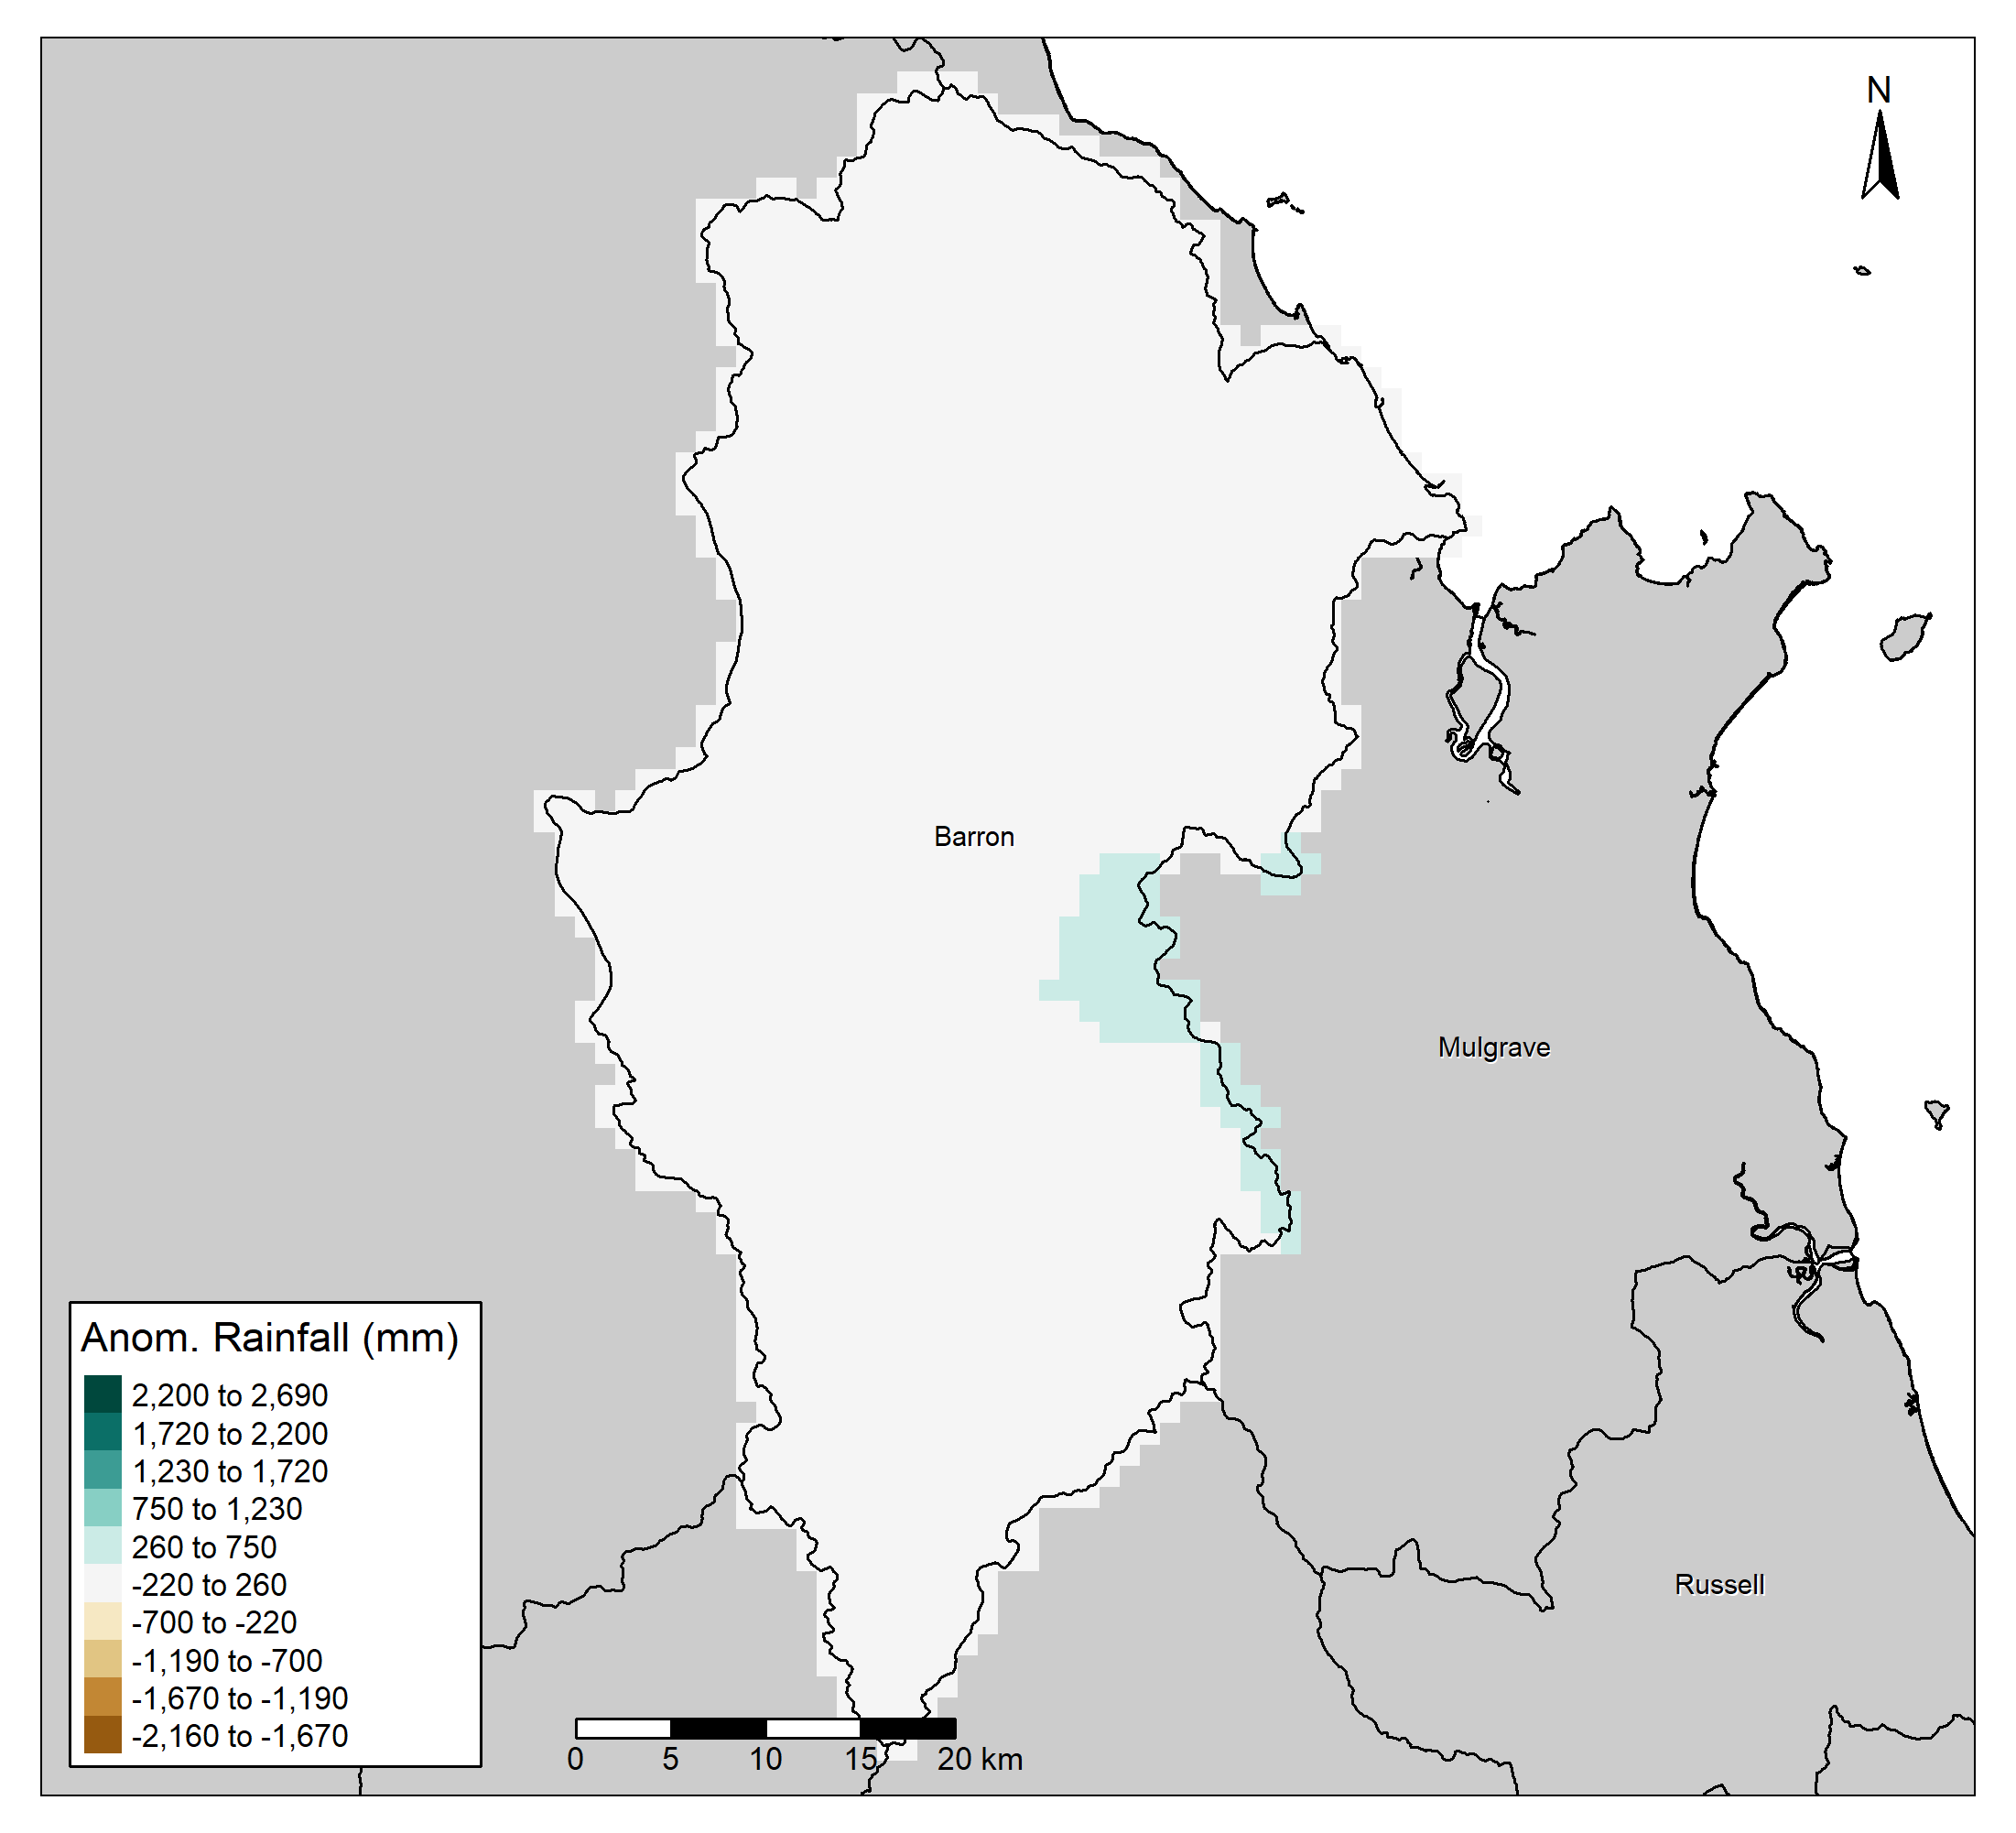 N
Barron
Mulgrave
Russell
Anom. Rainfall (mm)
2,200 to 2,690
1,720 to 2,200
1,230 to 1,720
750 to 1,230
260 to 750
-220 to 260
-700 to -220
-1,190 to -700
-1,670 to -1,190
-2,160 to -1,670
0 5 10 15 20 km